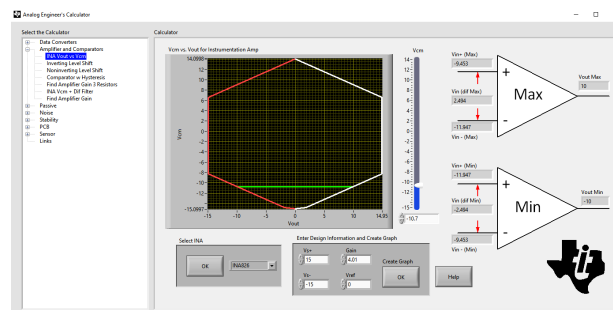 Analog Engineer's Calculator
Select the Calculator
Data Converters
Amplifier and Comparators
INA Vout vs Vcm
Inverting Level Shift
Noninverting Level Shift
Comparator w Hysteresis
Find Amplifier Gain 3 Resistors
INA Vcm + Dif Filter
Find Amplifier Gain
Passive
Noise
Stability
PCB
Sensor
Links
Calculator
Vcm vs. Vout for Instrumentation Amp
14.0998
12
10
8
6
4
2
0
-2
-4
-6
-8
-10
-12
-15.0997
Vcm
-15
-10
-5
0
5
10
14.95
Vout
Vcm
14
12
10
8
6
4
2
0
-2
-4
-6
-8
-10
-12
-15
-10.7
Vin+ (Max)
-9.453
Vin (dif Max)
2.494
-11.947
Vin - (Max)
+
Max
-
Vout Max
10
Vin+ (Min)
-11.947
Vin (dif Min)
-2.494
-9.453
Vin - (Min)
+
Min
-
Vout Min
-10
Select INA
OK
INA826
Enter Design Information and Create Graph
Vs+
15
Gain
4.01
Vs-
-15
Vref
0
Create Graph
OK
Help